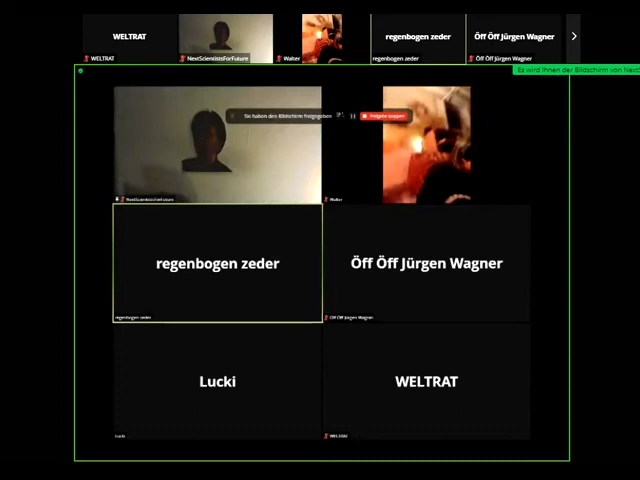 WELTRAT
regenbogen zeder
Öff Öff Jürgen Wagner
WELTRAT
NextScientistsForFuture
Walter
regenbogen zeder
Öff Öff Jürgen Wagner
Es wird Ihnen der Bildschirm von Next
Sie haben den Bildschirm freigegeben
Freigabe stoppen
NextScientistsForFuture
Walter
regenbogen zeder
Öff Öff Jürgen Wagner
regenbogen zeder
Öff Öff Jürgen Wagner
Lucki
WELTRAT
Lucki
WELTRAT